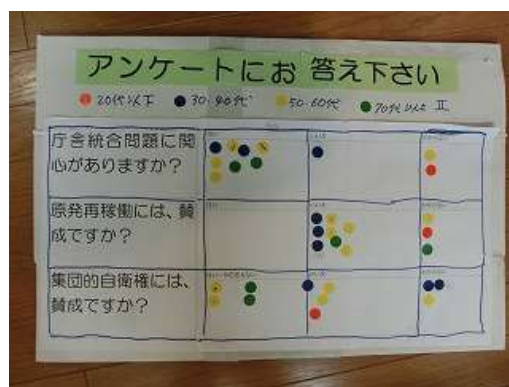 アンケートにお 答え下さい
20代以下 30・40代 50・60代 70代以上 II
庁舎統合問題に関
心がありますか?
原発再稼働には、賛
成ですか?
集団的自衛権には、
賛成ですか?